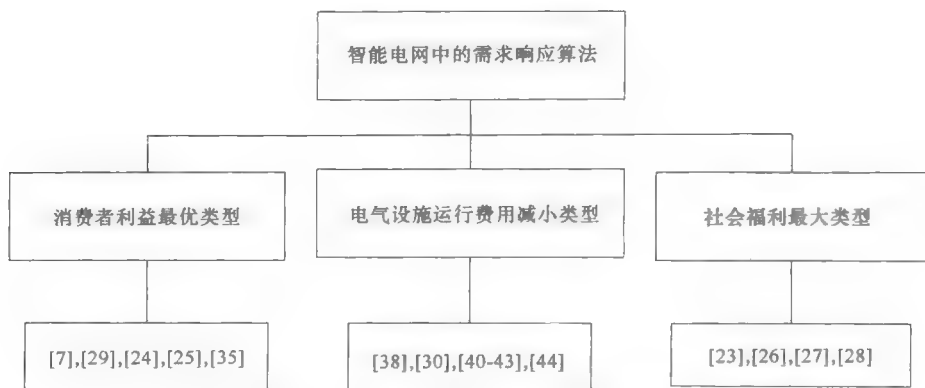 智能电网中的需求响应算法
消费者利益最优类型
电气设施运行费用减小类型
社会福利最大类型
[7],[29],[24],[25],[35]
[38],[30],[40-43],[44]
[23],[26],[27],[28]